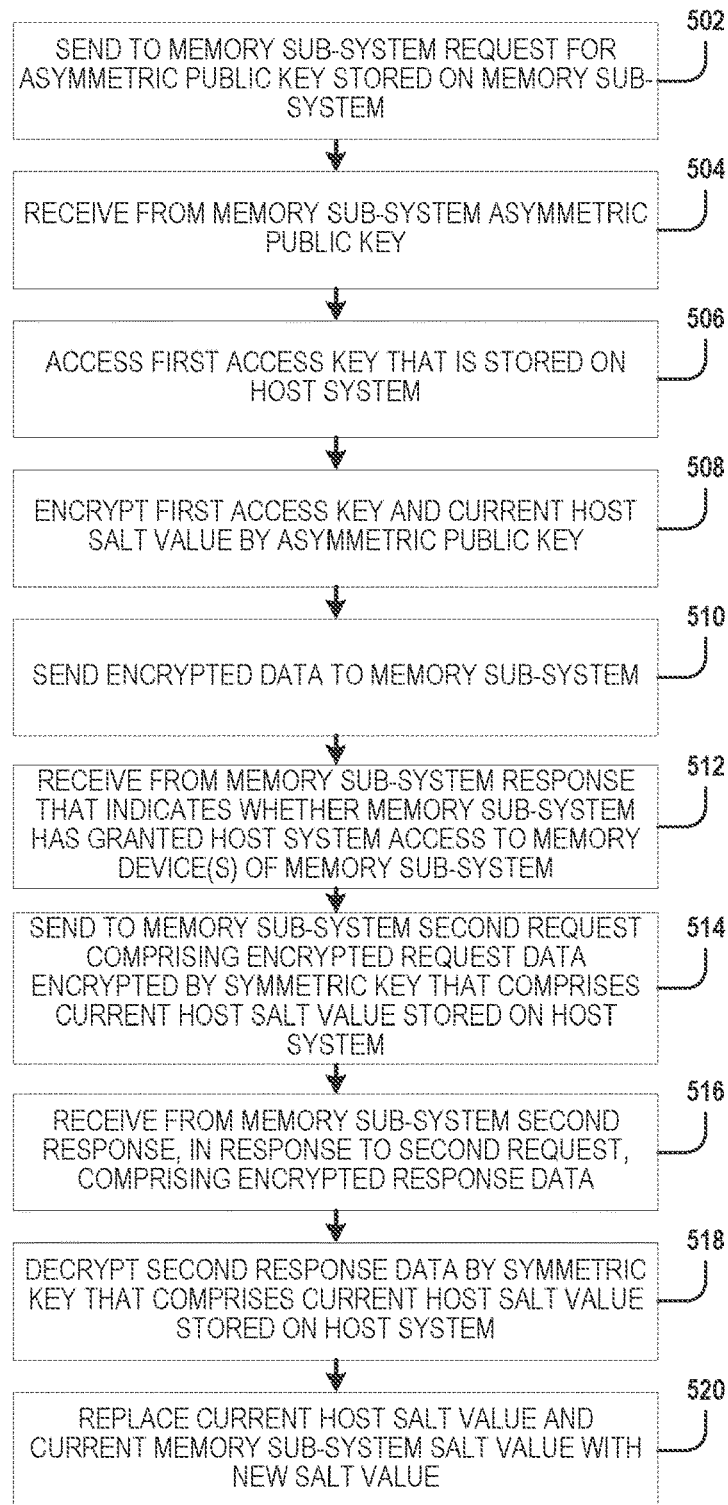 502
SEND TO MEMORY SUB-SYSTEM REQUEST FOR
ASYMMETRIC PUBLIC KEY STORED ON MEMORY SUB-
SYSTEM
504
RECEIVE FROM MEMORY SUB-SYSTEM ASYMMETRIC
PUBLIC KEY
506
ACCESS FIRST ACCESS KEY THAT IS STORED ON
HOST SYSTEM
508
ENCRYPT FIRST ACCESS KEY AND CURRENT HOST
SALT VALUE BY ASYMMETRIC PUBLIC KEY
510
SEND ENCRYPTED DATA TO MEMORY SUB-SYSTEM
512
RECEIVE FROM MEMORY SUB-SYSTEM RESPONSE
THAT INDICATES WHETHER MEMORY SUB-SYSTEM
HAS GRANTED HOST SYSTEM ACCESS TO MEMORY
DEVICE(S) OF MEMORY SUB-SYSTEM
514
SEND TO MEMORY SUB-SYSTEM SECOND REQUEST
COMPRISING ENCRYPTED REQUEST DATA
ENCRYPTED BY SYMMETRIC KEY THAT COMPRISES
CURRENT HOST SALT VALUE STORED ON HOST
SYSTEM
516
RECEIVE FROM MEMORY SUB-SYSTEM SECOND
RESPONSE, IN RESPONSE TO SECOND REQUEST,
COMPRISING ENCRYPTED RESPONSE DATA
518
DECRYPT SECOND RESPONSE DATA BY SYMMETRIC
KEY THAT COMPRISES CURRENT HOST SALT VALUE
STORED ON HOST SYSTEM
520
REPLACE CURRENT HOST SALT VALUE AND
CURRENT MEMORY SUB-SYSTEM SALT VALUE WITH
NEW SALT VALUE